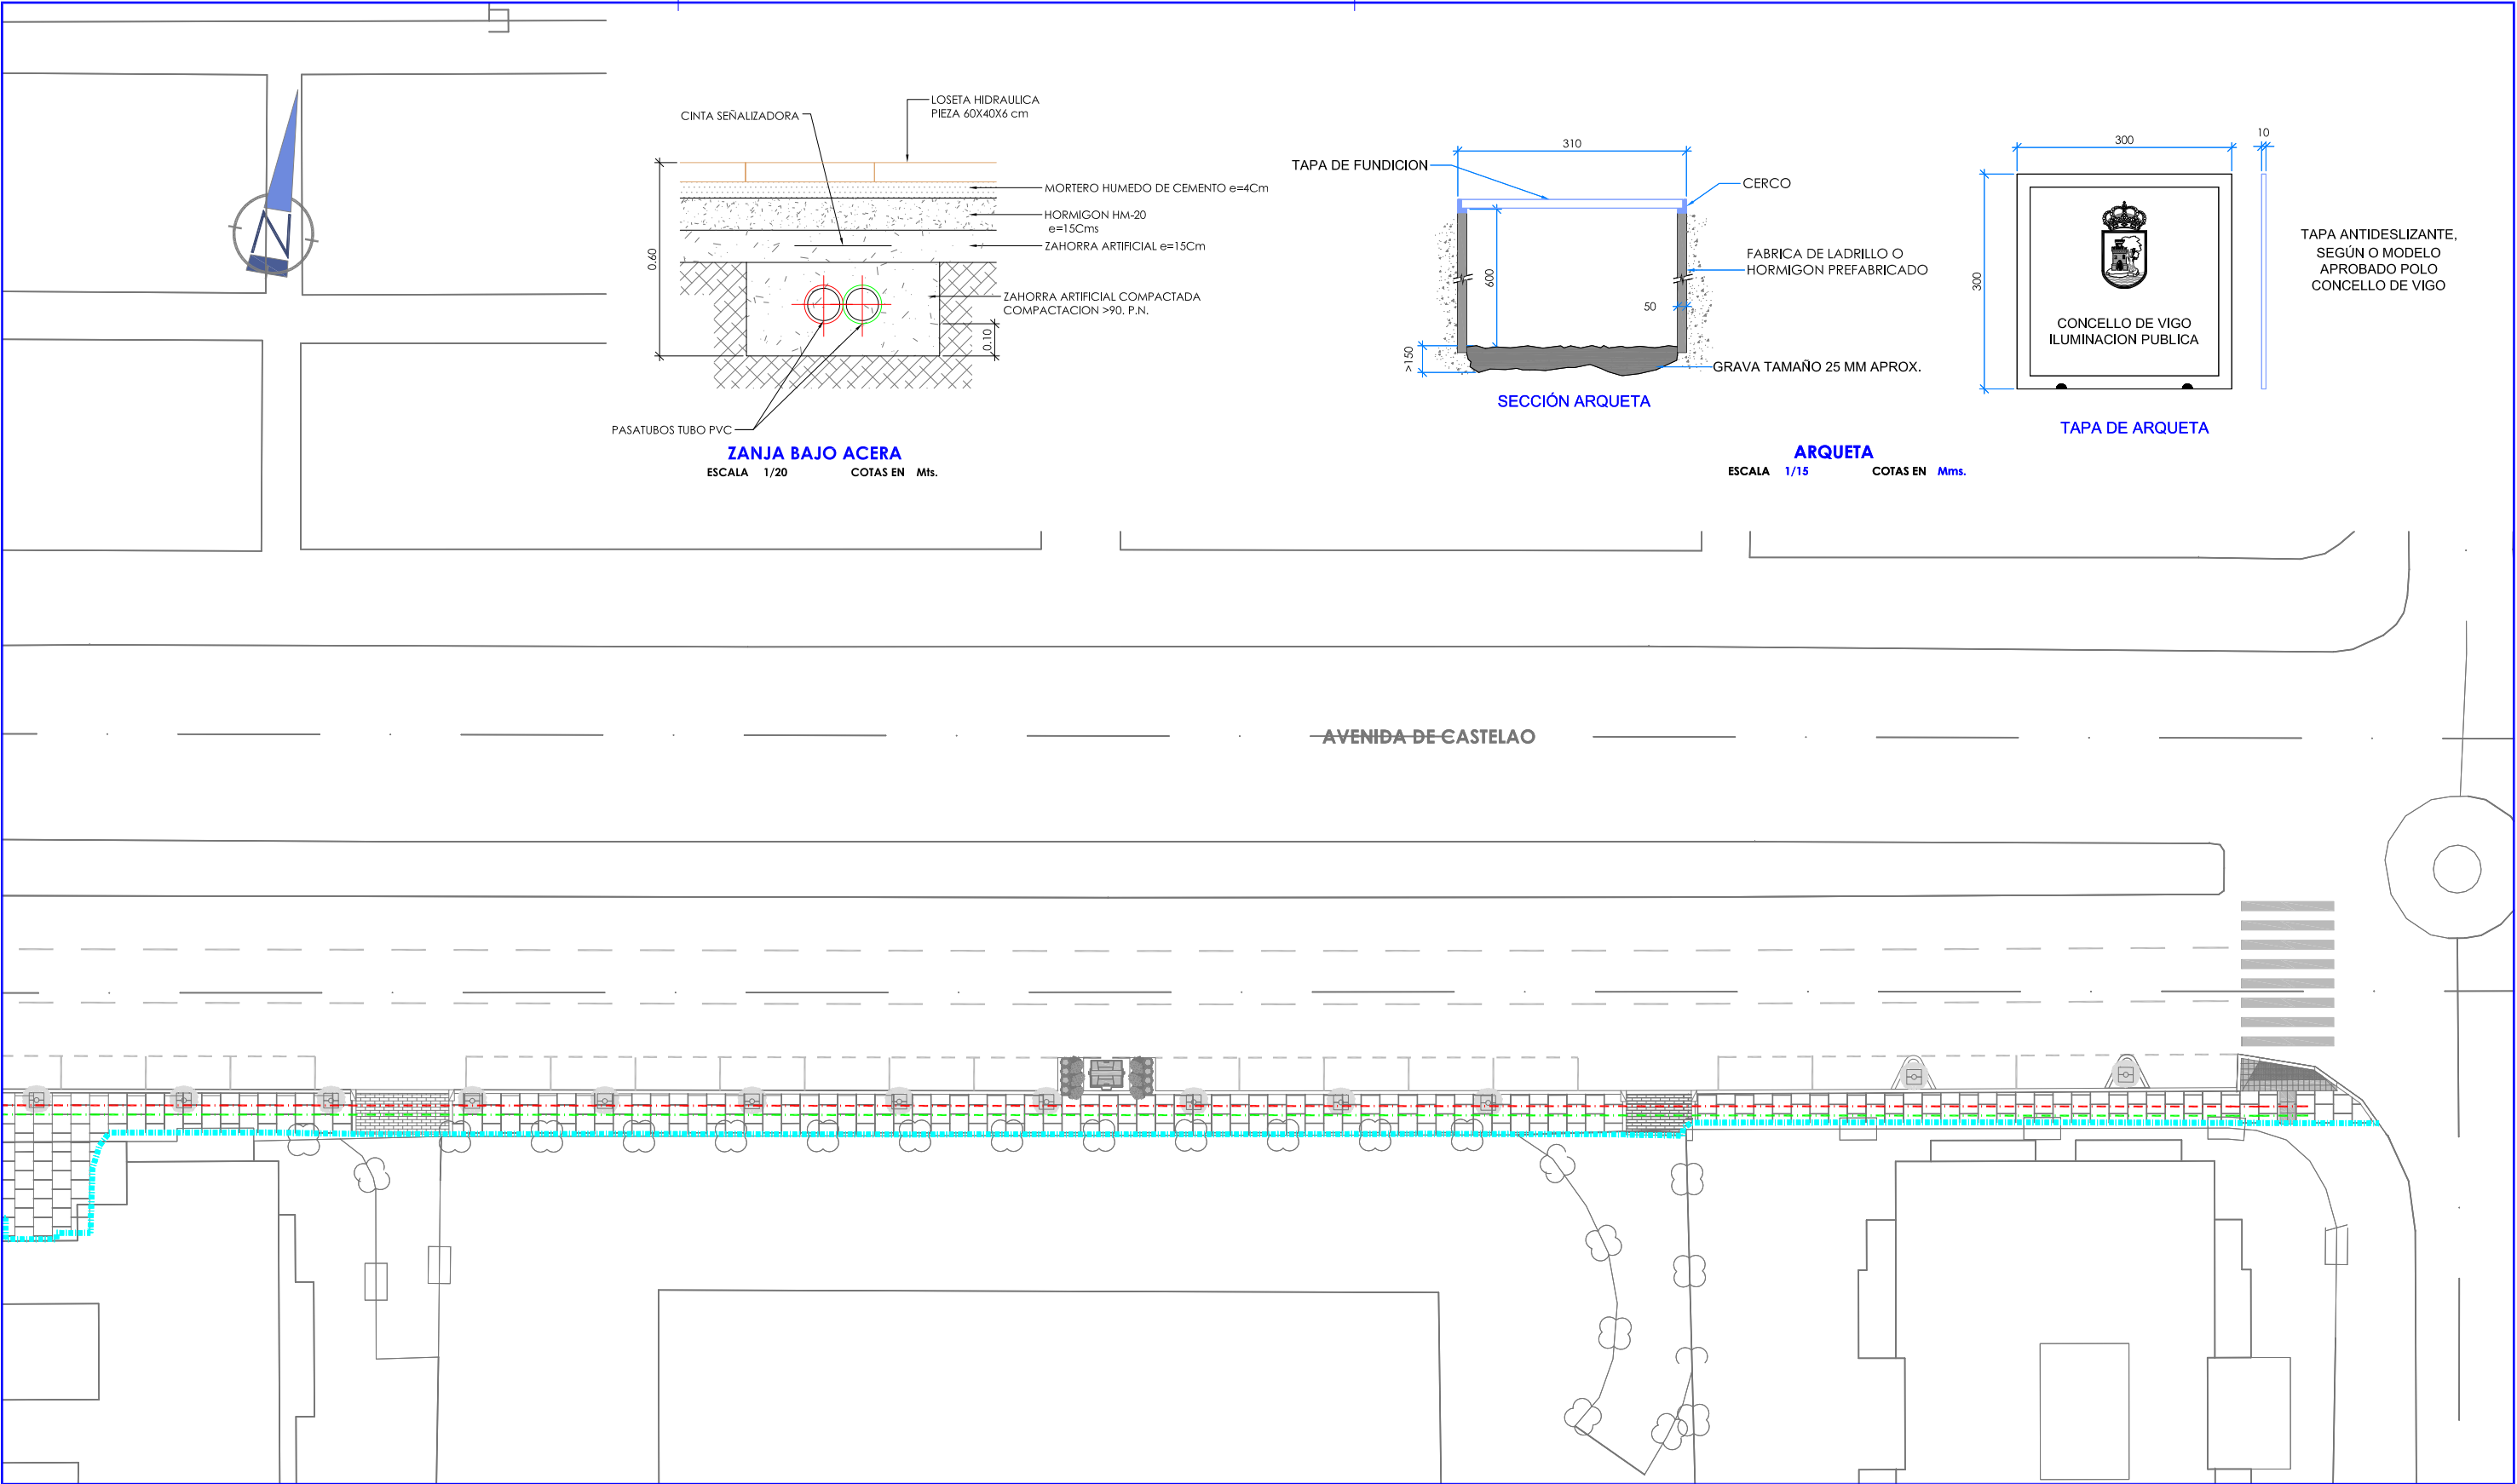 CINTA SEÑALIZADORA
LOSETA HIDRAULICA
PIEZA 60X40X6 cm
MORTERO HUMEDO DE CEMENTO e=4Cm
HORMIGON HM-20
e=15Cms
ZAHORRA ARTIFICIAL e=15Cm
0.60
ZAHORRA ARTIFICIAL COMPACTADA
COMPACTACION >90. P.N.
0.10
PASATUBOS TUBO PVC
ZANJA BAJO ACERA
ESCALA 1/20 COTAS EN Mts.
310
TAPA DE FUNDICION
CERCO
600
FABRICA DE LADRILLO O
HORMIGON PREFABRICADO
50
>150
GRAVA TAMAÑO 25 MM APROX.
SECCIÓN ARQUETA
300
10
300
CONCELLO DE VIGO
ILUMINACION PUBLICA
TAPA ANTIDESLIZANTE,
SEGÚN O MODELO
APROBADO POLO
CONCELLO DE VIGO
TAPA DE ARQUETA
ARQUETA
ESCALA 1/15 COTAS EN Mms.
N
AVENIDA DE CASTELAO